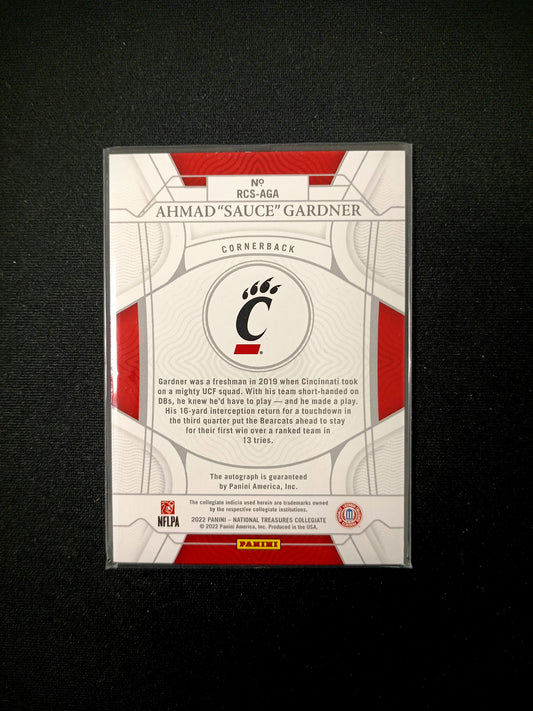 Nº
RCS-AGA
AHMAD "SAUCE" GARDNER
CORNERBACK
C
Gardner was a freshman in 2019 when Cincinnati took
on a mighty UCF squad. With his team short-handed on
DBs, he knew he'd have to play — and he made a play.
His 16-yard interception return for a touchdown in
the third quarter put the Bearcats ahead to stay
for their first win over a ranked team in
13 tries.
The autograph is guaranteed
by Panini America, Inc.
The collegiate indicia used herein are trademarks owned
by the respective collegiate institutions.
2022 PANINI – NATIONAL TREASURES COLLEGIATE
© 2022 Panini America, Inc. Produced in the USA.
NFLPA
PANINI